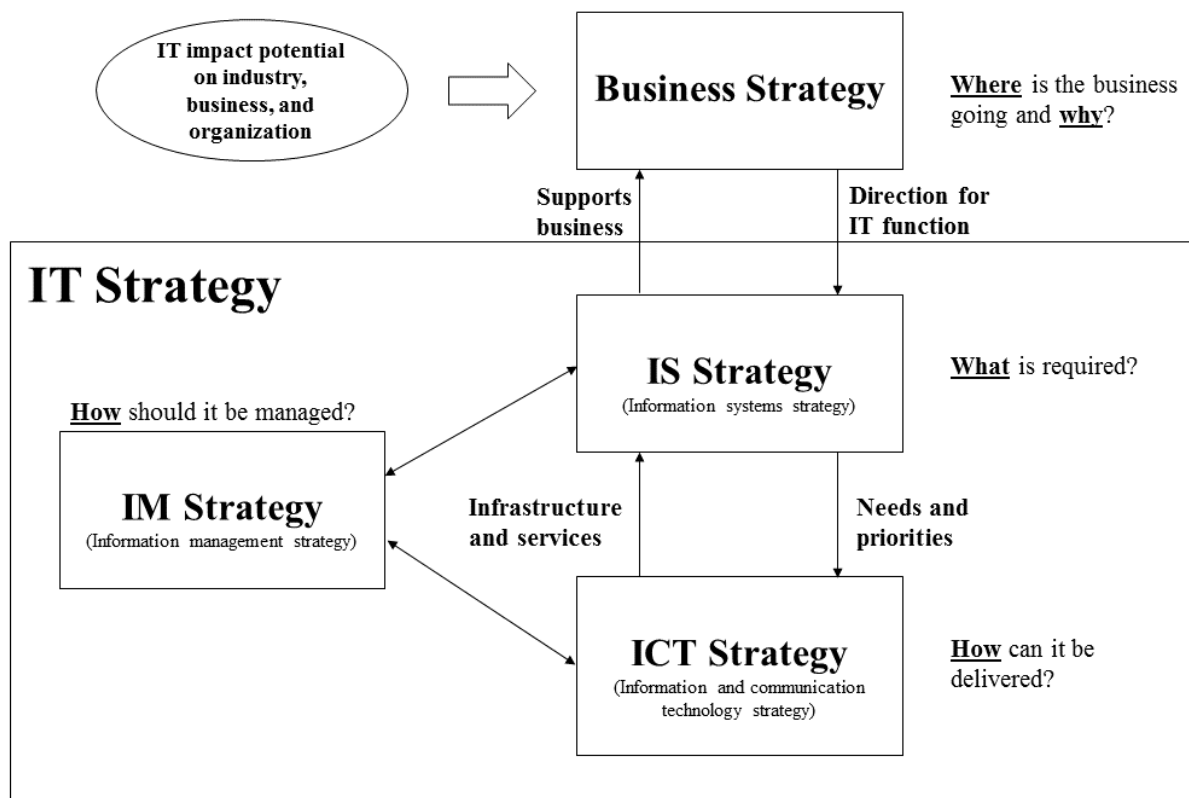 IT impact potential
on industry,
business, and
organization
Business Strategy
Where is the business
going and why?
Supports
business
Direction for
IT function
IT Strategy
IS Strategy
(Information systems strategy)
What is required?
How should it be managed?
IM Strategy
(Information management strategy)
Infrastructure
and services
Needs and
priorities
ICT Strategy
(Information and communication
technology strategy)
How can it be
delivered?